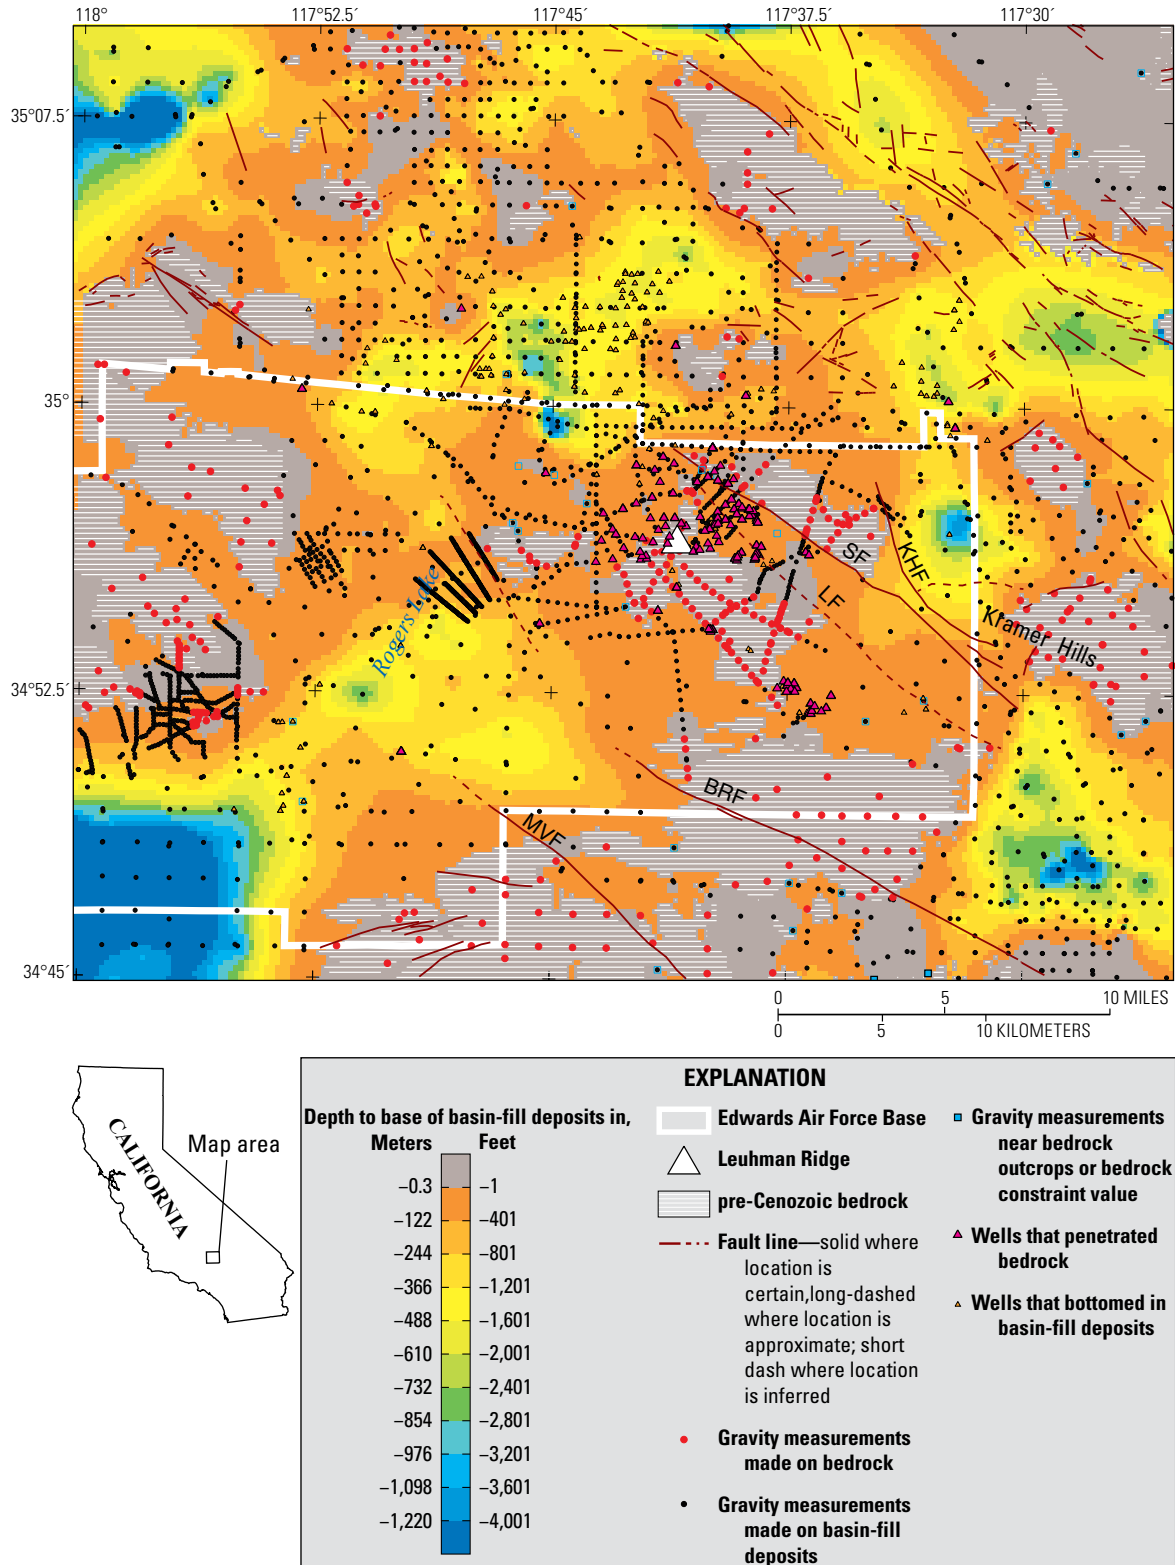 118° 117°52.5' 117°45' 117°37.5' 117°30'
35°07.5'
35°
34°52.5'
34°45'
Rogers Lake
SF
KHF
LF
Kramer Hills
BRF
MVF
0 5 10 MILES
0 5 10 KILOMETERS
CALIFORNIA
Map area
EXPLANATION
Depth to base of basin-fill deposits in,
Meters Feet
–0.3 –1
–122 –401
–244 –801
–366 –1,201
–488 –1,601
–610 –2,001
–732 –2,401
–854 –2,801
–976 –3,201
–1,098 –3,601
–1,220 –4,001
Edwards Air Force Base
Leuhman Ridge
pre-Cenozoic bedrock
Fault line—solid where
location is
certain,long-dashed
where location is
approximate; short
dash where location
is inferred
Gravity measurements
made on bedrock
Gravity measurements
made on basin-fill
deposits
Gravity measurements
near bedrock
outcrops or bedrock
constraint value
Wells that penetrated
bedrock
Wells that bottomed in
basin-fill deposits